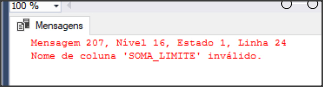 100 %
Mensagens
Mensagem 207, Nível 16, Estado 1, Linha 24
Nome de coluna 'SOMA_LIMITE' inválido.